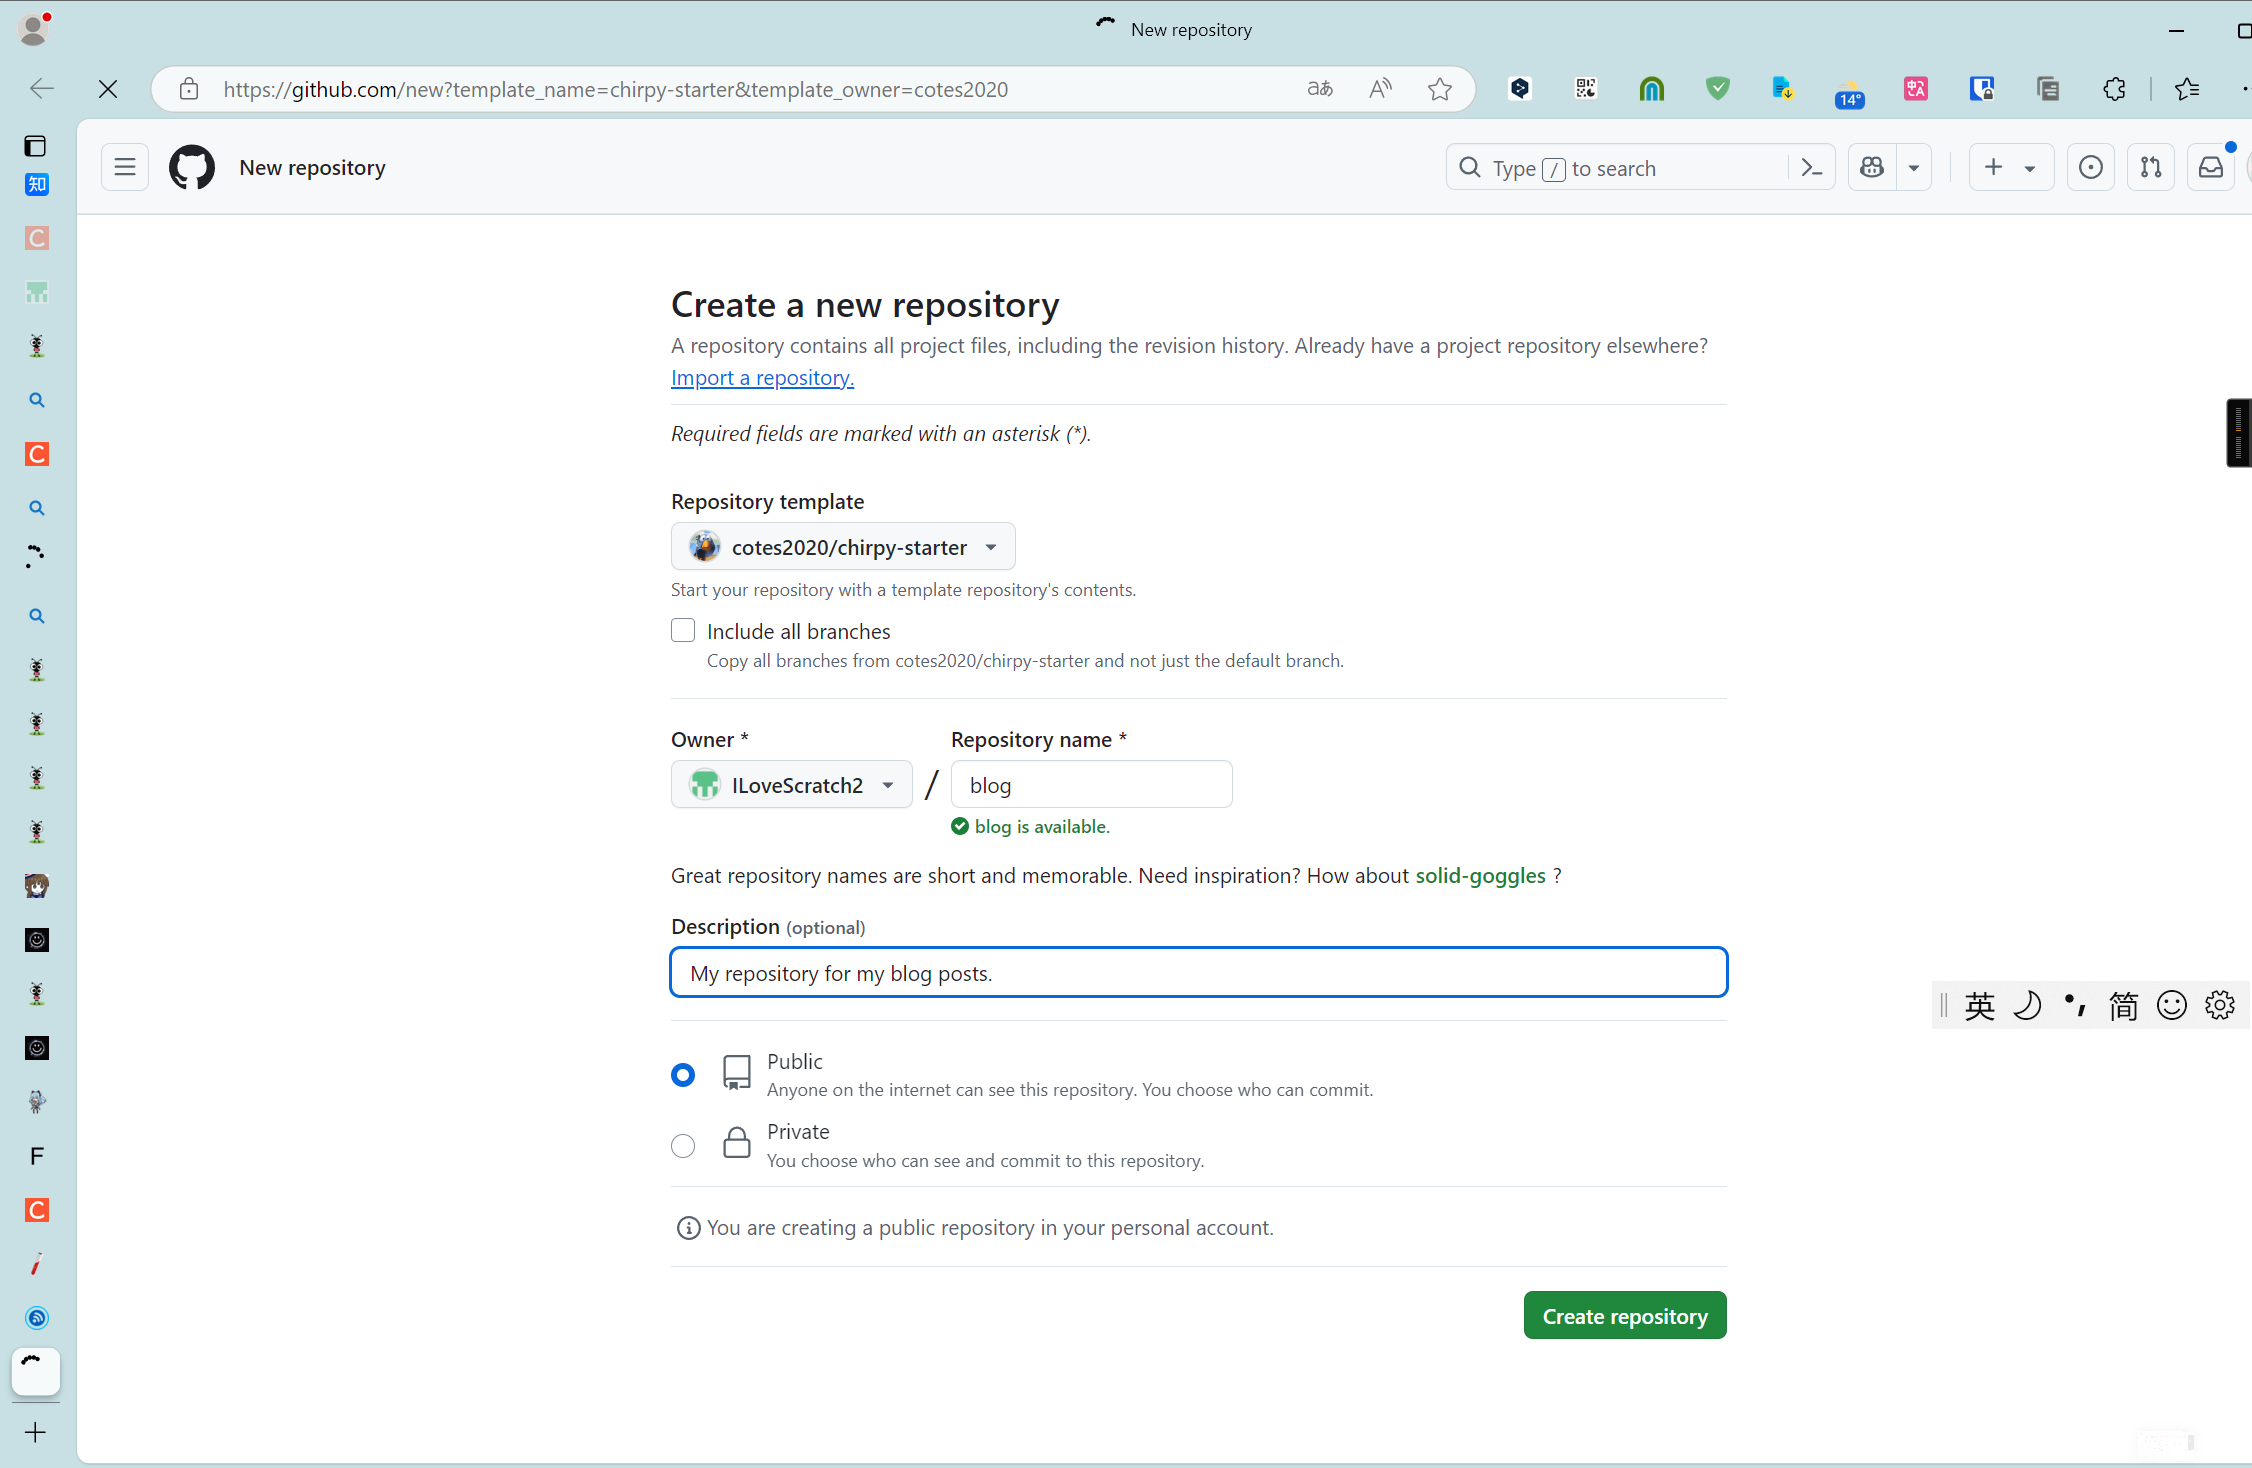 New repository
https://github.com/new?template_name=chirpy-starter&template_owner=cotes2020
aあ
A
14°
中A
知
New repository
Type / to search
C
Create a new repository
A repository contains all project files, including the revision history. Already have a project repository elsewhere?
Import a repository.
Required fields are marked with an asterisk (*).
C
Repository template
cotes2020/chirpy-starter
Start your repository with a template repository's contents.
Include all branches
Copy all branches from cotes2020/chirpy-starter and not just the default branch.
Owner *
Repository name *
ILoveScratch2
/
blog
blog is available.
Great repository names are short and memorable. Need inspiration? How about solid-goggles ?
Description (optional)
My repository for my blog posts.
英 简
Public
Anyone on the internet can see this repository. You choose who can commit.
Private
You choose who can see and commit to this repository.
F
C
You are creating a public repository in your personal account.
Create repository